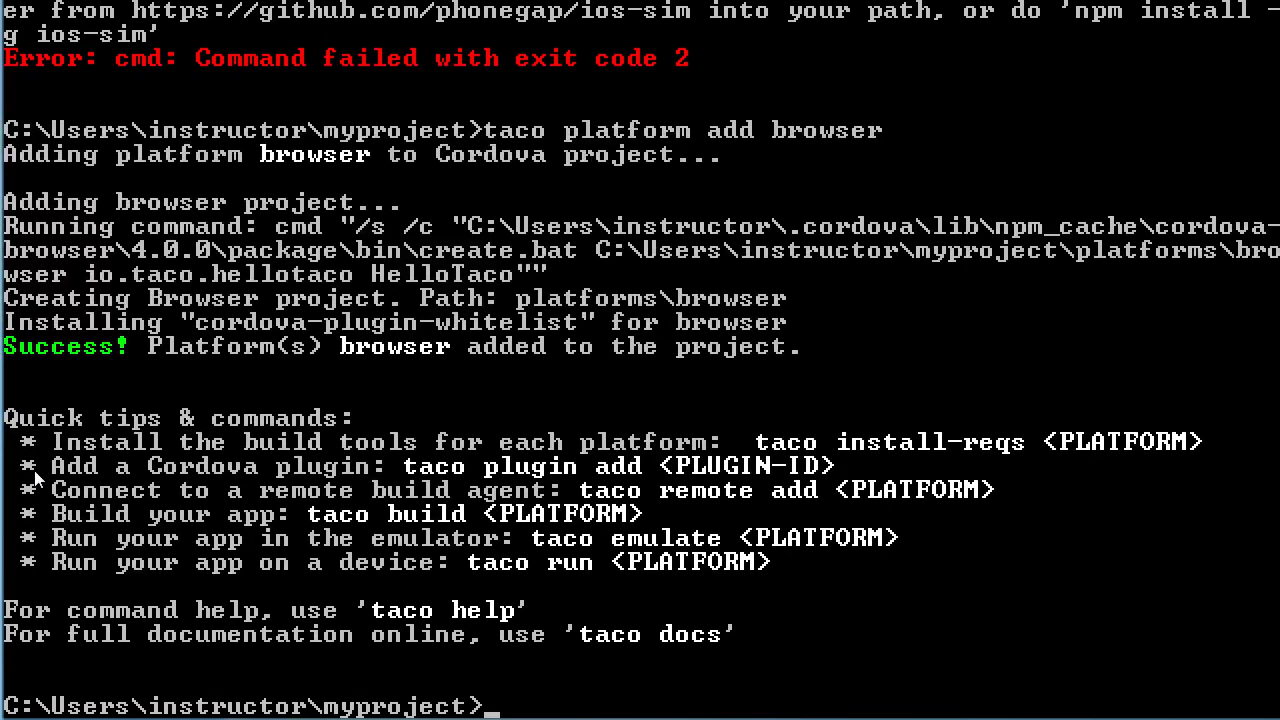 er from https://github.com/phonegap/ios-sim into your path, or do 'npm install -
g ios-sim'
Error: cmd: Command failed with exit code 2
C:\Users\instructor\myproject>taco platform add browser
Adding platform browser to Cordova project...
Adding browser project...
Running command: cmd "/s /c "C:\Users\instructor\.cordova\lib\npm_cache\cordova-
browser\4.0.0\package\bin\create.bat C:\Users\instructor\myproject\platforms\bro
wser io.taco.hellotaco HelloTaco""
Creating Browser project. Path: platforms\browser
Installing "cordova-plugin-whitelist" for browser
Success! Platform(s) browser added to the project.
Quick tips & commands:
* Install the build tools for each platform:  taco install-reqs <PLATFORM>
* Add a Cordova plugin: taco plugin add <PLUGIN-ID>
* Connect to a remote build agent: taco remote add <PLATFORM>
* Build your app: taco build <PLATFORM>
* Run your app in the emulator: taco emulate <PLATFORM>
* Run your app on a device: taco run <PLATFORM>
For command help, use 'taco help'
For full documentation online, use 'taco docs'
C:\Users\instructor\myproject>_